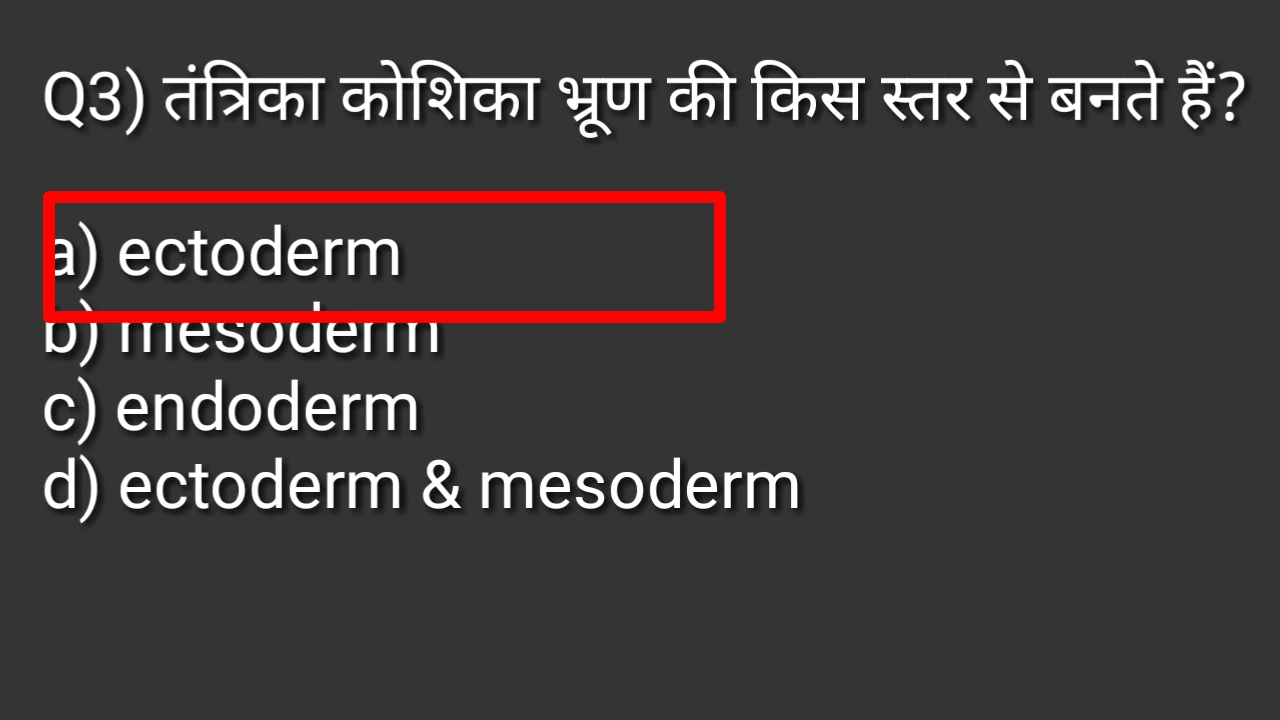 Q3) तंत्रिका कोशिका भ्रूण की किस स्तर से बनते हैं?
a) ectoderm
b) mesoderm
c) endoderm
d) ectoderm & mesoderm